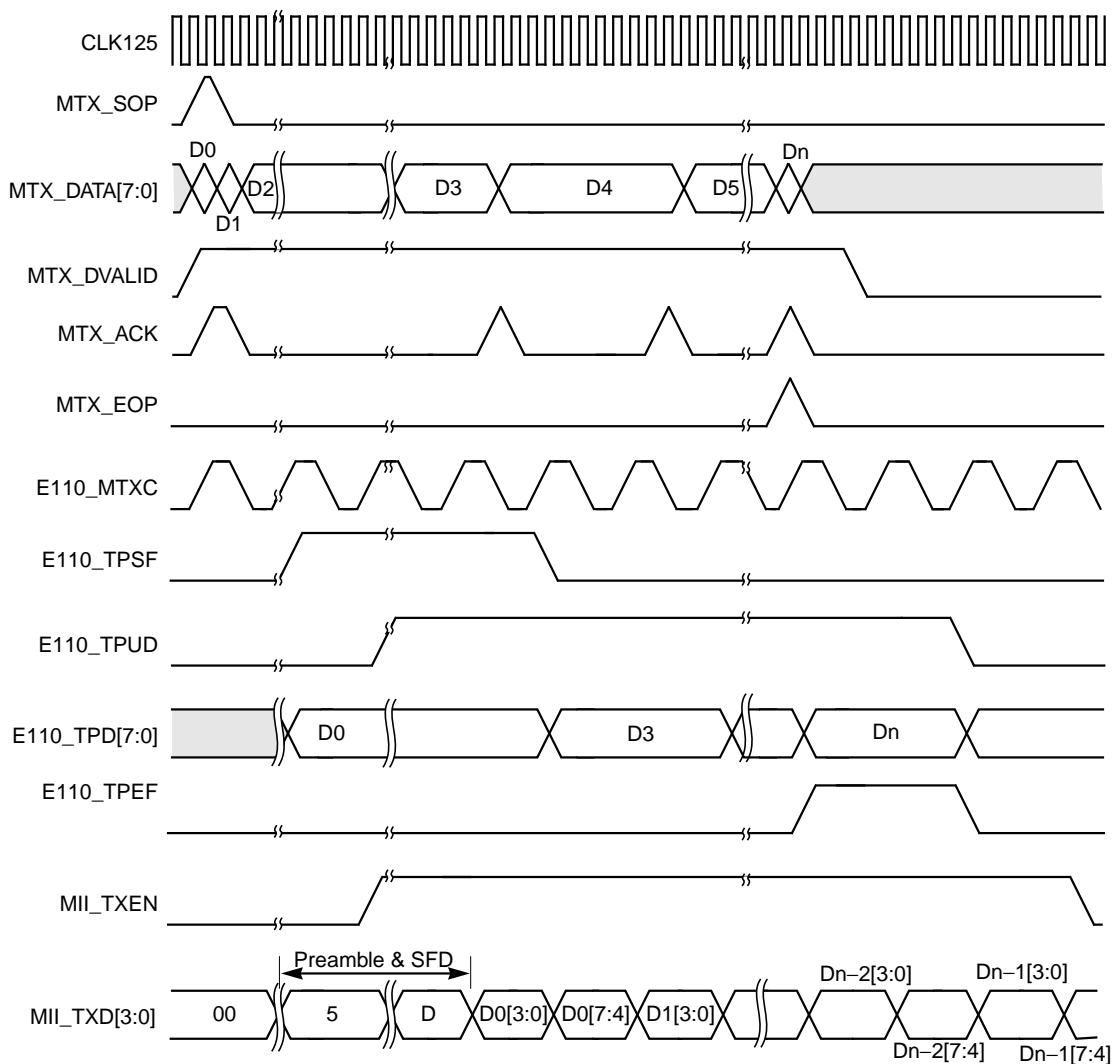 CLK125
MTX_SOP
MTX_DATA[7:0] D0 D1 D2 D3 D4 D5 Dn
MTX_DVALID
MTX_ACK
MTX_EOP
E110_MTXC
E110_TPSF
E110_TPUD
E110_TPD[7:0] D0 D3 Dn
E110_TPEF
MII_TXEN
Preamble & SFD
Dn–2[3:0] Dn–1[3:0]
MII_TXD[3:0] 00 5 D D0[3:0] D0[7:4] D1[3:0]
Dn–2[7:4] Dn–1[7:4]